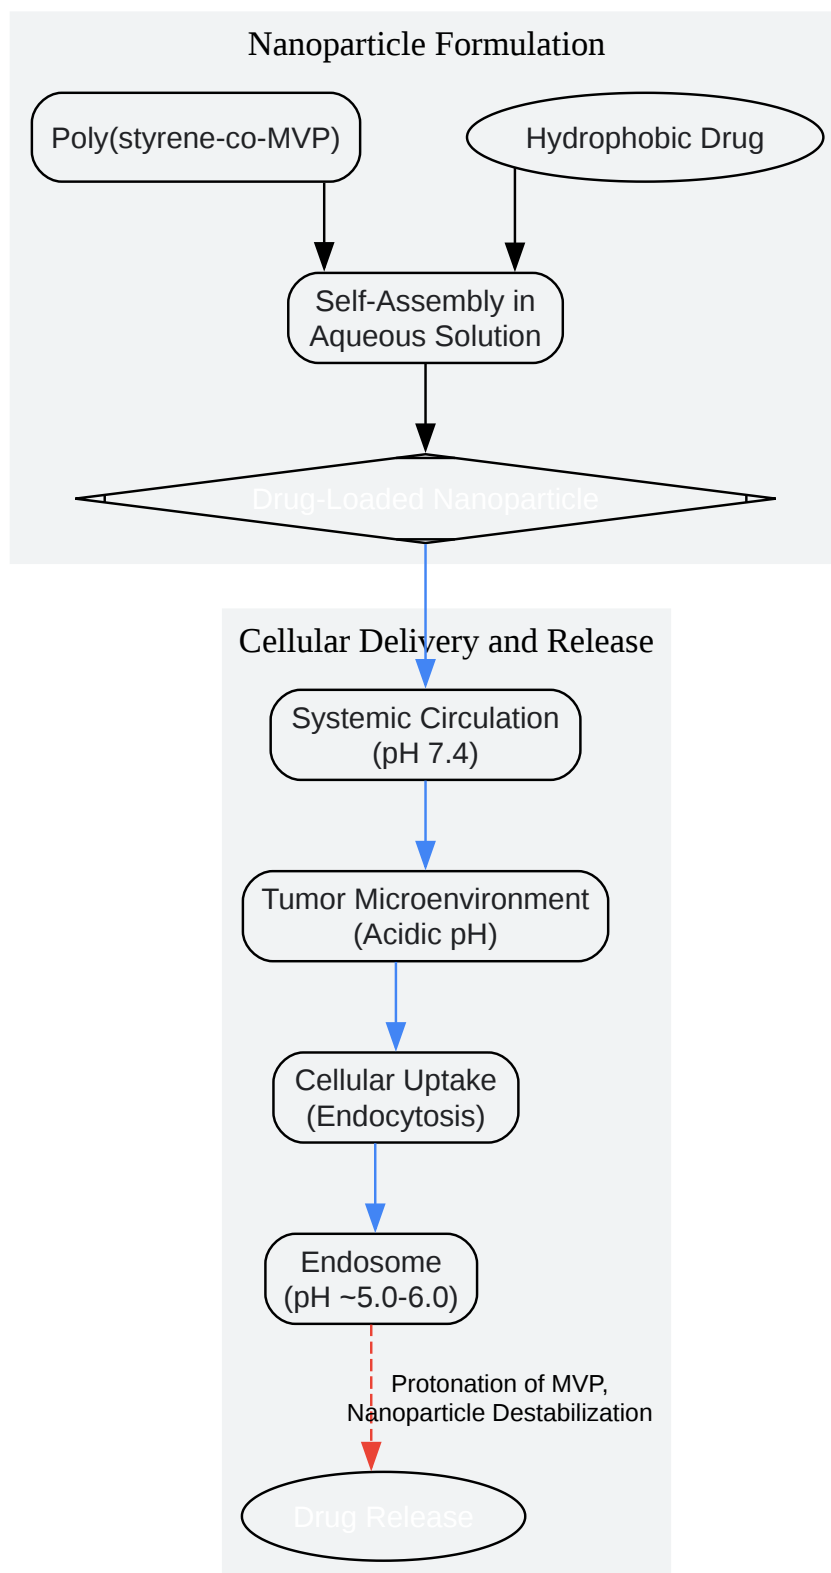 Nanoparticle Formulation
Poly(styrene-co-MVP)
Hydrophobic Drug
Self-Assembly in
Aqueous Solution
Drug-Loaded Nanoparticle
Cellular Delivery and Release
Systemic Circulation
(pH 7.4)
Tumor Microenvironment
(Acidic pH)
Cellular Uptake
(Endocytosis)
Endosome
(pH ~5.0-6.0)
Protonation of MVP,
Nanoparticle Destabilization
Drug Release